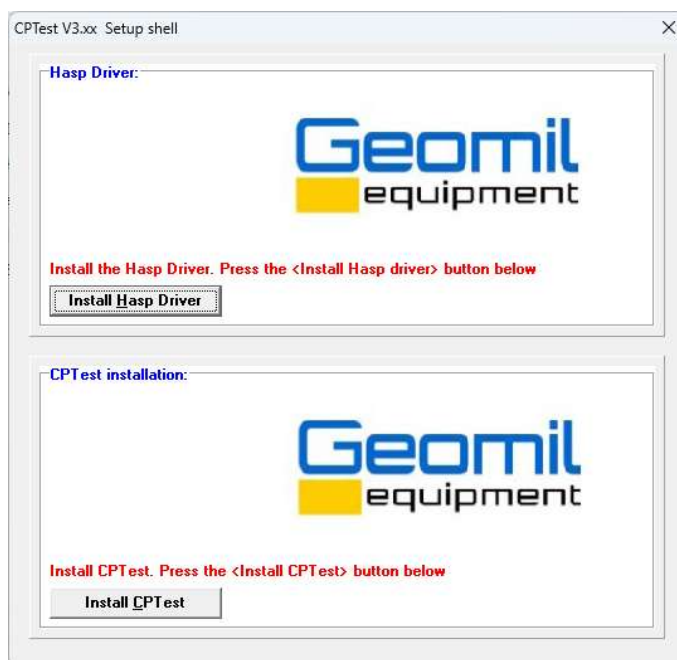 CPTest V3.xx Setup shell
Hasp Driver:
Geomil
equipment
Install the Hasp Driver. Press the <Install Hasp driver> button below
Install Hasp Driver
CPTest installation:
Geomil
equipment
Install CPTest. Press the <Install CPTest> button below
Install CPTest